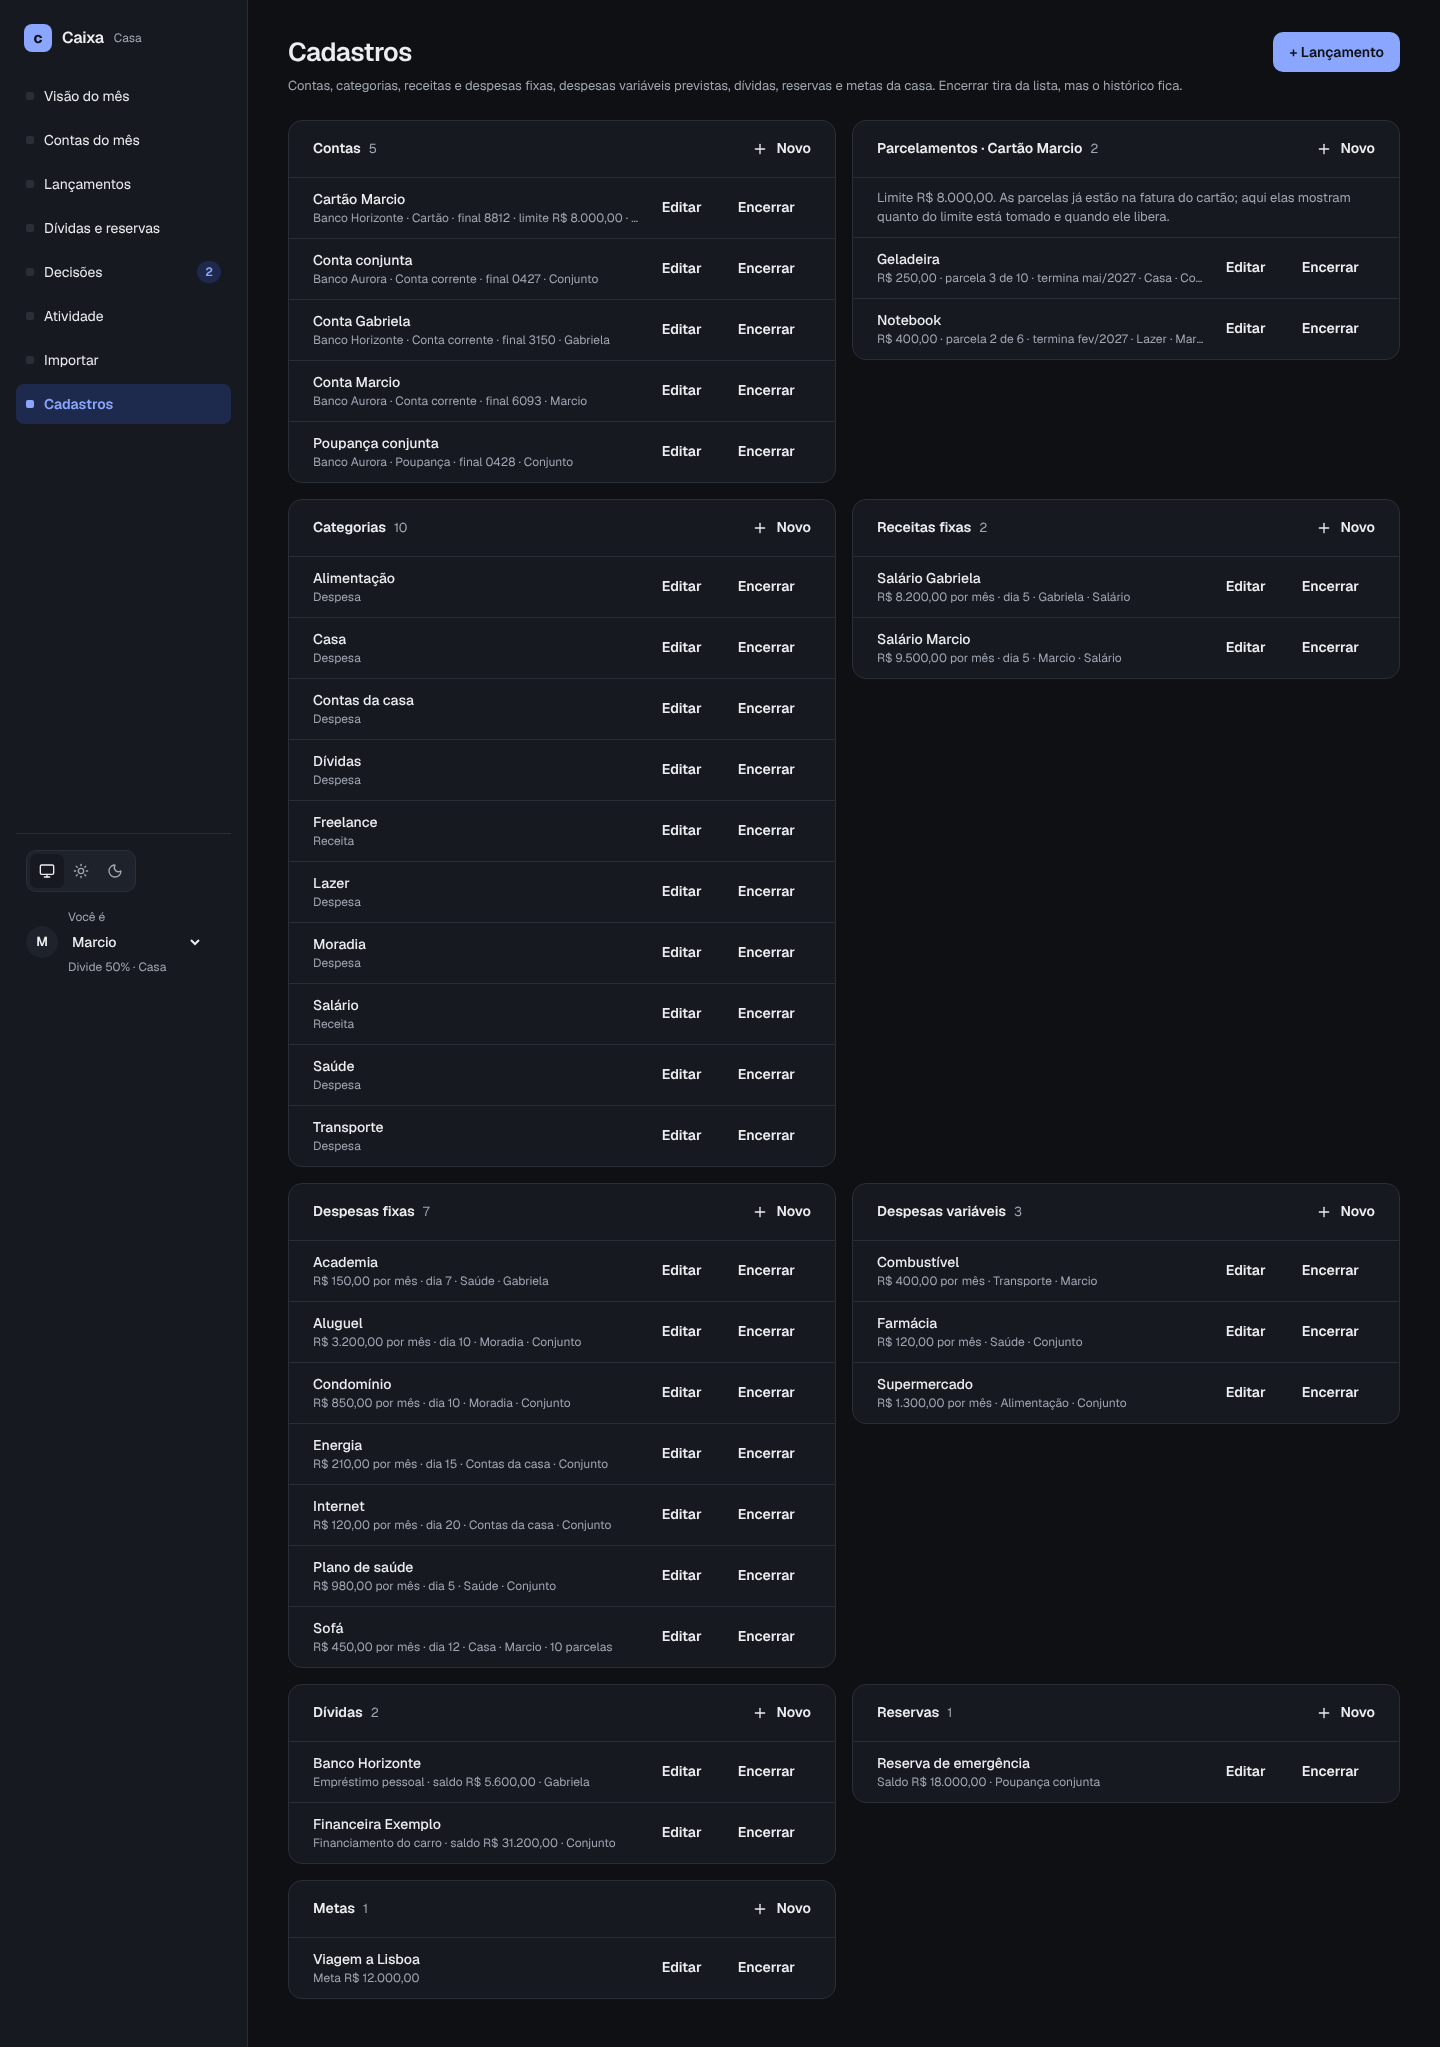 c Caixa Casa
Visão do mês
Contas do mês
Lançamentos
Dívidas e reservas
Decisões 2
Atividade
Importar
Cadastros
Você é
M Marcio
Divide 50% · Casa
Cadastros
+ Lançamento
Contas, categorias, receitas e despesas fixas, despesas variáveis previstas, dívidas, reservas e metas da casa. Encerrar tira da lista, mas o histórico fica.
Contas 5 + Novo
Cartão Marcio
Banco Horizonte · Cartão · final 8812 · limite R$ 8.000,00 · …
Editar Encerrar
Conta conjunta
Banco Aurora · Conta corrente · final 0427 · Conjunto
Editar Encerrar
Conta Gabriela
Banco Horizonte · Conta corrente · final 3150 · Gabriela
Editar Encerrar
Conta Marcio
Banco Aurora · Conta corrente · final 6093 · Marcio
Editar Encerrar
Poupança conjunta
Banco Aurora · Poupança · final 0428 · Conjunto
Editar Encerrar
Parcelamentos · Cartão Marcio 2 + Novo
Limite R$ 8.000,00. As parcelas já estão na fatura do cartão; aqui elas mostram
quanto do limite está tomado e quando ele libera.
Geladeira
R$ 250,00 · parcela 3 de 10 · termina mai/2027 · Casa · Co…
Editar Encerrar
Notebook
R$ 400,00 · parcela 2 de 6 · termina fev/2027 · Lazer · Mar…
Editar Encerrar
Categorias 10 + Novo
Alimentação
Despesa
Editar Encerrar
Casa
Despesa
Editar Encerrar
Contas da casa
Despesa
Editar Encerrar
Dívidas
Despesa
Editar Encerrar
Freelance
Receita
Editar Encerrar
Lazer
Despesa
Editar Encerrar
Moradia
Despesa
Editar Encerrar
Salário
Receita
Editar Encerrar
Saúde
Despesa
Editar Encerrar
Transporte
Despesa
Editar Encerrar
Receitas fixas 2 + Novo
Salário Gabriela
R$ 8.200,00 por mês · dia 5 · Gabriela · Salário
Editar Encerrar
Salário Marcio
R$ 9.500,00 por mês · dia 5 · Marcio · Salário
Editar Encerrar
Despesas fixas 7 + Novo
Academia
R$ 150,00 por mês · dia 7 · Saúde · Gabriela
Editar Encerrar
Aluguel
R$ 3.200,00 por mês · dia 10 · Moradia · Conjunto
Editar Encerrar
Condomínio
R$ 850,00 por mês · dia 10 · Moradia · Conjunto
Editar Encerrar
Energia
R$ 210,00 por mês · dia 15 · Contas da casa · Conjunto
Editar Encerrar
Internet
R$ 120,00 por mês · dia 20 · Contas da casa · Conjunto
Editar Encerrar
Plano de saúde
R$ 980,00 por mês · dia 5 · Saúde · Conjunto
Editar Encerrar
Sofá
R$ 450,00 por mês · dia 12 · Casa · Marcio · 10 parcelas
Editar Encerrar
Despesas variáveis 3 + Novo
Combustível
R$ 400,00 por mês · Transporte · Marcio
Editar Encerrar
Farmácia
R$ 120,00 por mês · Saúde · Conjunto
Editar Encerrar
Supermercado
R$ 1.300,00 por mês · Alimentação · Conjunto
Editar Encerrar
Dívidas 2 + Novo
Banco Horizonte
Empréstimo pessoal · saldo R$ 5.600,00 · Gabriela
Editar Encerrar
Financeira Exemplo
Financiamento do carro · saldo R$ 31.200,00 · Conjunto
Editar Encerrar
Reservas 1 + Novo
Reserva de emergência
Saldo R$ 18.000,00 · Poupança conjunta
Editar Encerrar
Metas 1 + Novo
Viagem a Lisboa
Meta R$ 12.000,00
Editar Encerrar